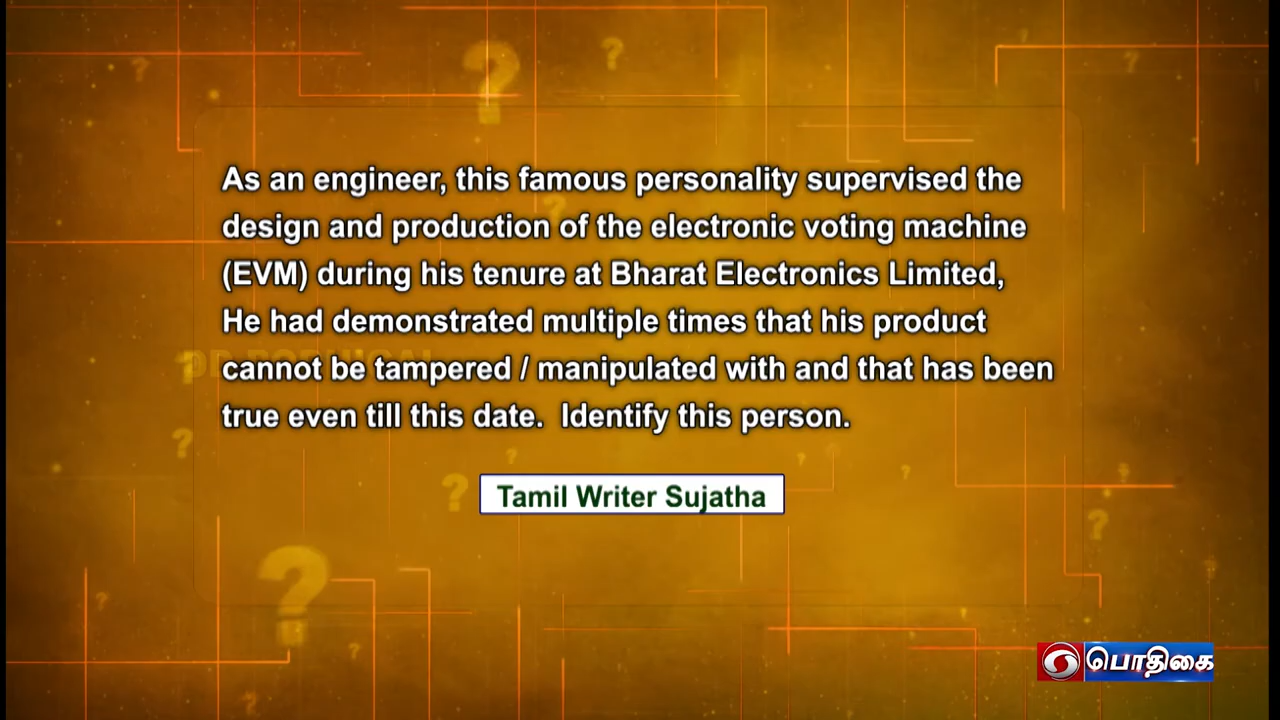 As an engineer, this famous personality supervised the
design and production of the electronic voting machine
(EVM) during his tenure at Bharat Electronics Limited,
He had demonstrated multiple times that his product
cannot be tampered / manipulated with and that has been
true even till this date.  Identify this person.
Tamil Writer Sujatha
பொதிகை